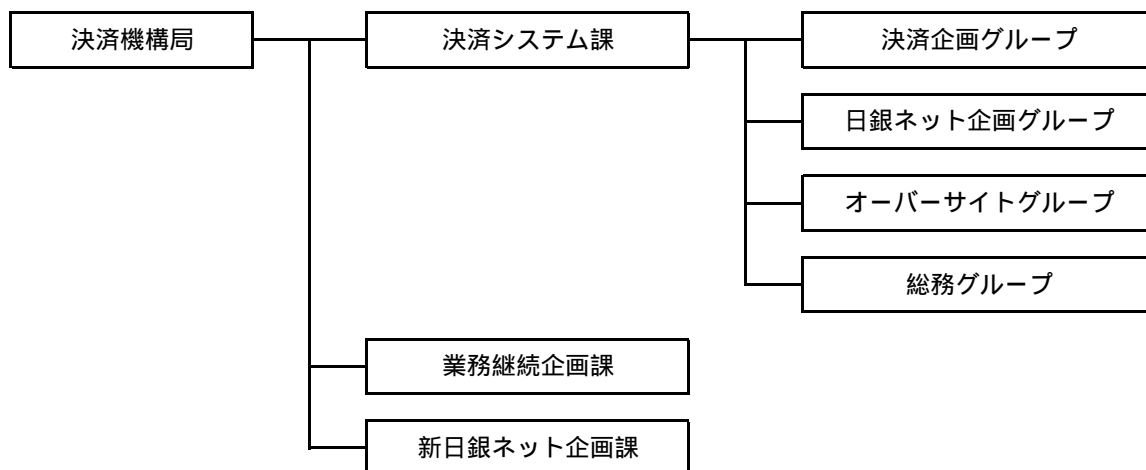 決済機構局
決済システム課
決済企画グループ
日銀ネット企画グループ
オーバーサイトグループ
総務グループ
業務継続企画課
新日銀ネット企画課